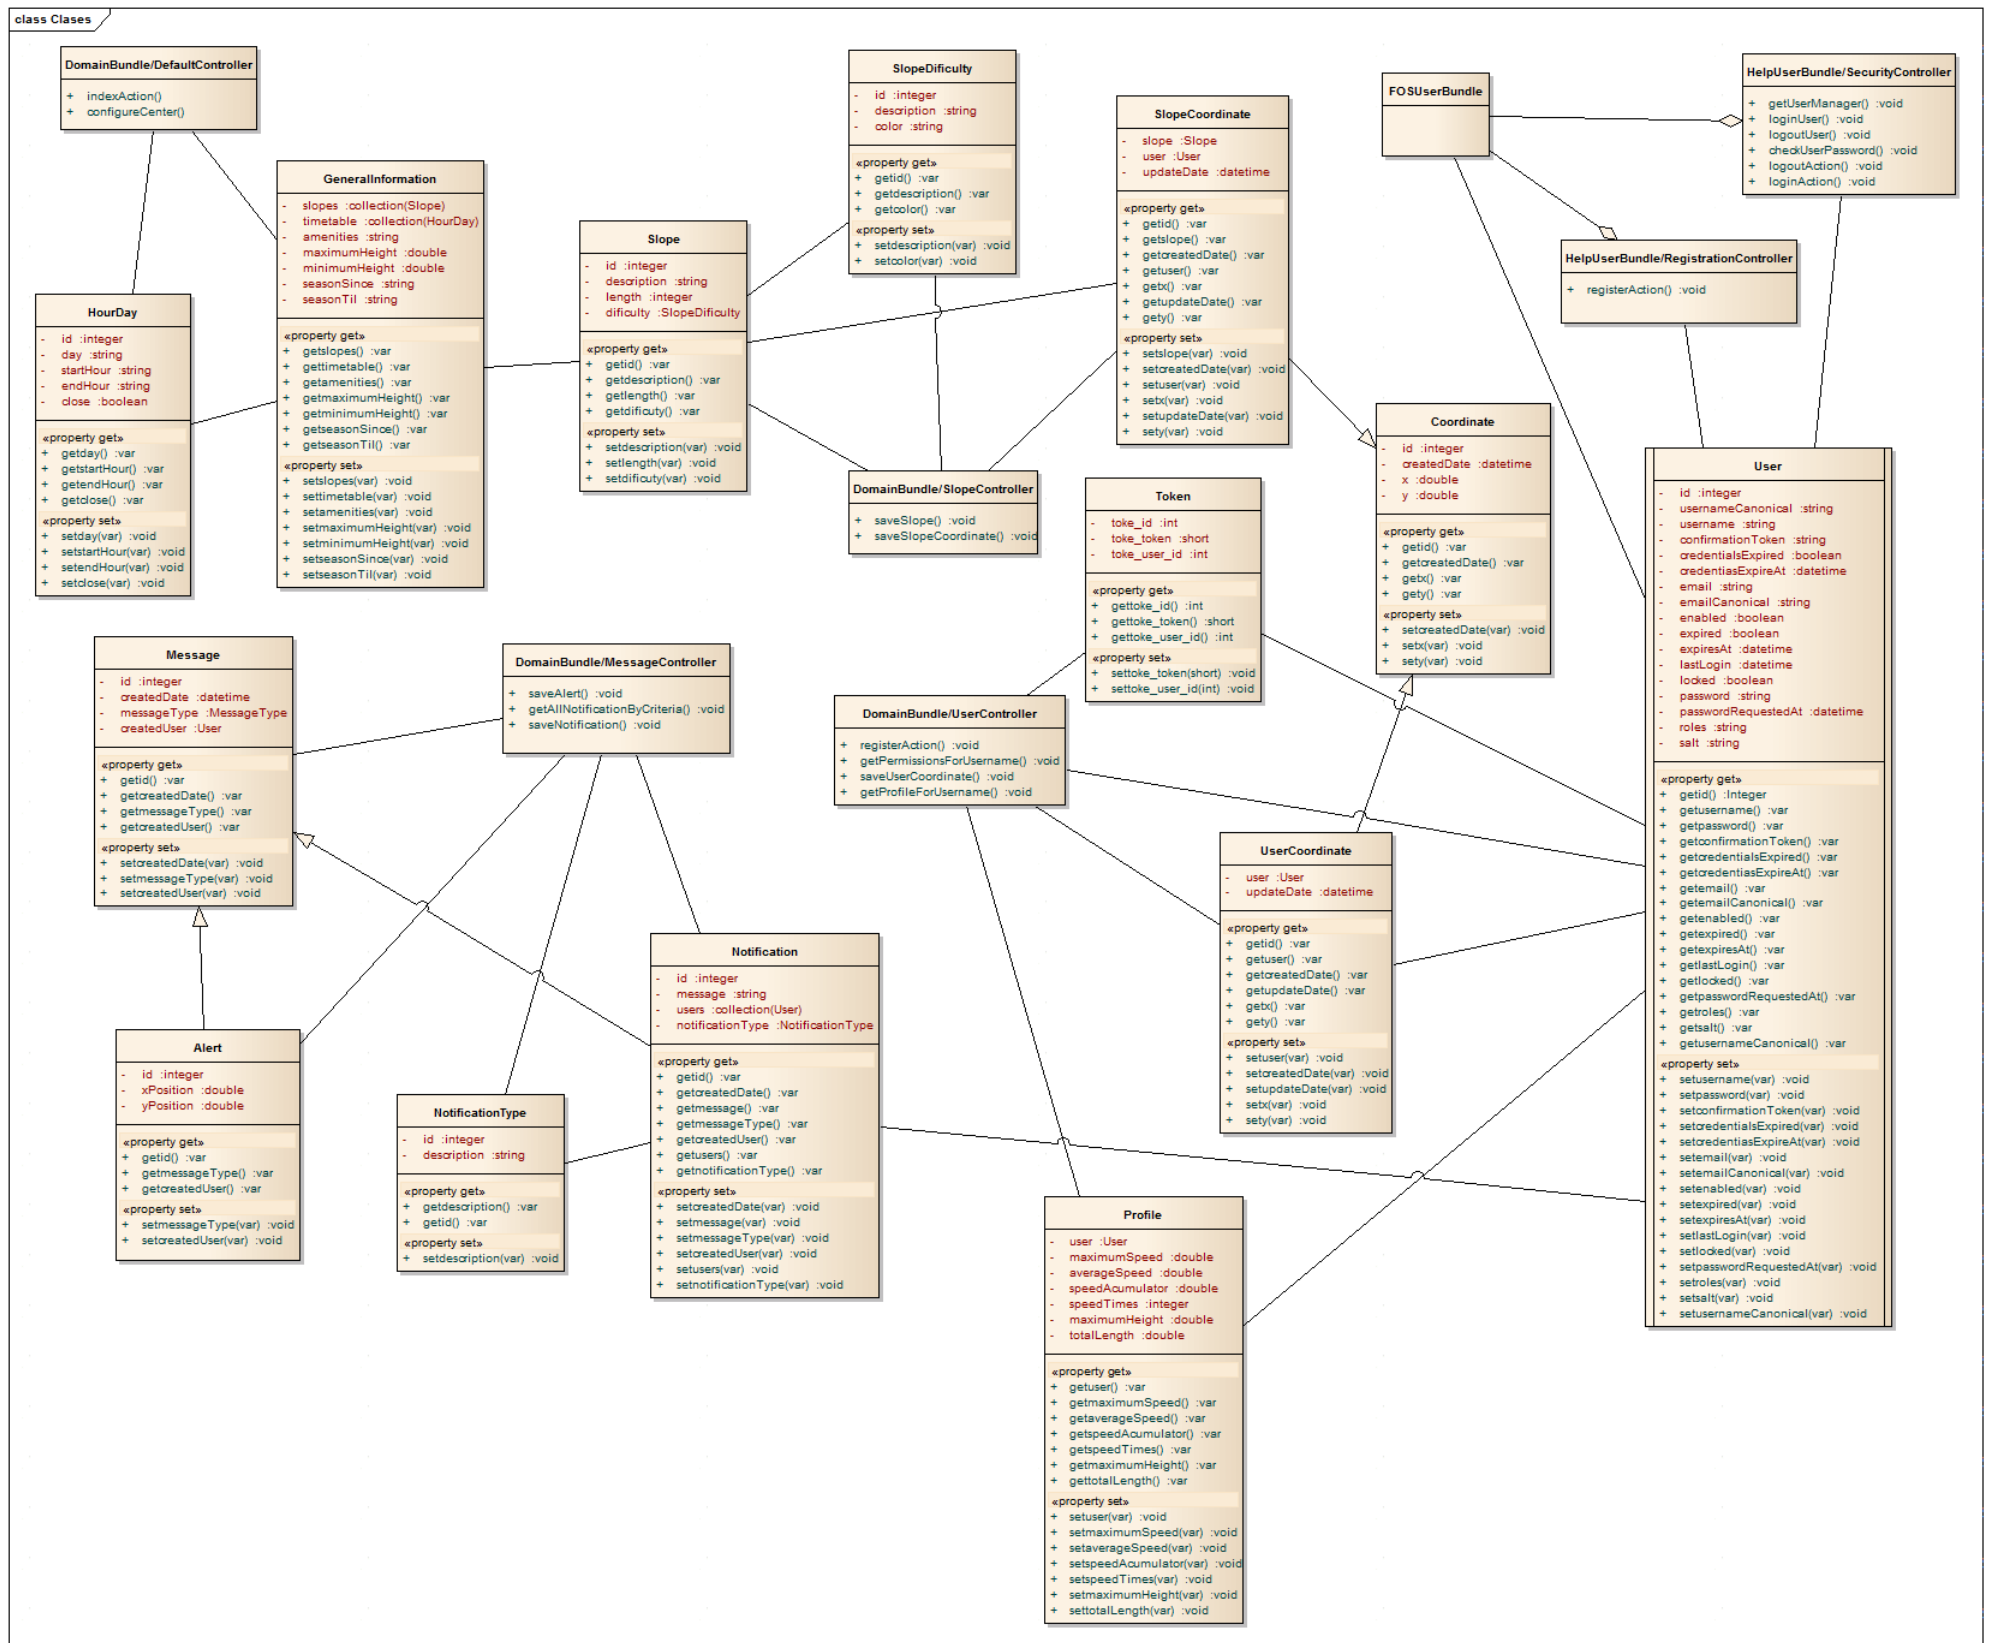 class Clases
DomainBundle/DefaultController
+ indexAction()
+ configureCenter()
HourDay
- id :integer
- day :string
- startHour :string
- endHour :string
- close :boolean
«property get»
+ getday() :var
+ getstartHour() :var
+ getendHour() :var
+ getclose() :var
«property set»
+ setday(var) :void
+ setstartHour(var) :void
+ setendHour(var) :void
+ setclose(var) :void
GeneralInformation
- slopes :collection(Slope)
- timetable :collection(HourDay)
- amenities :string
- maximumHeight :double
- minimumHeight :double
- seasonSince :string
- seasonTil :string
«property get»
+ getslopes() :var
+ gettimetable() :var
+ getamenities() :var
+ getmaximumHeight() :var
+ getminimumHeight() :var
+ getseasonSince() :var
+ getseasonTil() :var
«property set»
+ setslopes(var) :void
+ settimetable(var) :void
+ setamenities(var) :void
+ setmaximumHeight(var) :void
+ setminimumHeight(var) :void
+ setseasonSince(var) :void
+ setseasonTil(var) :void
Slope
- id :integer
- description :string
- length :integer
- dificulty :SlopeDificulty
«property get»
+ getid() :var
+ getdescription() :var
+ getlength() :var
+ getdificuty() :var
«property set»
+ setdescription(var) :void
+ setlength(var) :void
+ setdificuty(var) :void
SlopeDificulty
- id :integer
- description :string
- color :string
«property get»
+ getid() :var
+ getdescription() :var
+ getcolor() :var
«property set»
+ setdescription(var) :void
+ setcolor(var) :void
SlopeCoordinate
- slope :Slope
- user :User
- updateDate :datetime
«property get»
+ getid() :var
+ getslope() :var
+ getcreatedDate() :var
+ getuser() :var
+ getx() :var
+ getupdateDate() :var
+ gety() :var
«property set»
+ setslope(var) :void
+ setcreatedDate(var) :void
+ setuser(var) :void
+ setx(var) :void
+ setupdateDate(var) :void
+ sety(var) :void
FOSUserBundle
HelpUserBundle/SecurityController
+ getUserManager() :void
+ loginUser() :void
+ logoutUser() :void
+ checkUserPassword() :void
+ logoutAction() :void
+ loginAction() :void
HelpUserBundle/RegistrationController
+ registerAction() :void
DomainBundle/SlopeController
+ saveSlope() :void
+ saveSlopeCoordinate() :void
Coordinate
- id :integer
- createdDate :datetime
- x :double
- y :double
«property get»
+ getid() :var
+ getcreatedDate() :var
+ getx() :var
+ gety() :var
«property set»
+ setcreatedDate(var) :void
+ setx(var) :void
+ sety(var) :void
Token
- toke_id :int
- toke_token :short
- toke_user_id :int
«property get»
+ gettoke_id() :int
+ gettoke_token() :short
+ gettoke_user_id() :int
«property set»
+ settoke_token(short) :void
+ settoke_user_id(int) :void
User
- id :integer
- usernameCanonical :string
- username :string
- confirmationToken :string
- credentialsExpired :boolean
- credentiasExpireAt :datetime
- email :string
- emailCanonical :string
- enabled :boolean
- expired :boolean
- expiresAt :datetime
- lastLogin :datetime
- locked :boolean
- password :string
- passwordRequestedAt :datetime
- roles :string
- salt :string
«property get»
+ getid() :Integer
+ getusername() :var
+ getpassword() :var
+ getconfirmationToken() :var
+ getcredentialsExpired() :var
+ getcredentiasExpireAt() :var
+ getemail() :var
+ getemailCanonical() :var
+ getenabled() :var
+ getexpired() :var
+ getexpiresAt() :var
+ getlastLogin() :var
+ getlocked() :var
+ getpasswordRequestedAt() :var
+ getroles() :var
+ getsalt() :var
+ getusernameCanonical() :var
«property set»
+ setusername(var) :void
+ setpassword(var) :void
+ setconfirmationToken(var) :void
+ setcredentialsExpired(var) :void
+ setcredentiasExpireAt(var) :void
+ setemail(var) :void
+ setemailCanonical(var) :void
+ setenabled(var) :void
+ setexpired(var) :void
+ setexpiresAt(var) :void
+ setlastLogin(var) :void
+ setlocked(var) :void
+ setpasswordRequestedAt(var) :void
+ setroles(var) :void
+ setsalt(var) :void
+ setusernameCanonical(var) :void
Message
- id :integer
- createdDate :datetime
- messageType :MessageType
- createdUser :User
«property get»
+ getid() :var
+ getcreatedDate() :var
+ getmessageType() :var
+ getcreatedUser() :var
«property set»
+ setcreatedDate(var) :void
+ setmessageType(var) :void
+ setcreatedUser(var) :void
DomainBundle/MessageController
+ saveAlert() :void
+ getAllNotificationByCriteria() :void
+ saveNotification() :void
DomainBundle/UserController
+ registerAction() :void
+ getPermissionsForUsername() :void
+ saveUserCoordinate() :void
+ getProfileForUsername() :void
UserCoordinate
- user :User
- updateDate :datetime
«property get»
+ getid() :var
+ getuser() :var
+ getcreatedDate() :var
+ getupdateDate() :var
+ getx() :var
+ gety() :var
«property set»
+ setuser(var) :void
+ setcreatedDate(var) :void
+ setupdateDate(var) :void
+ setx(var) :void
+ sety(var) :void
Notification
- id :integer
- message :string
- users :collection(User)
- notificationType :NotificationType
«property get»
+ getid() :var
+ getcreatedDate() :var
+ getmessage() :var
+ getmessageType() :var
+ getcreatedUser() :var
+ getusers() :var
+ getnotificationType() :var
«property set»
+ setcreatedDate(var) :void
+ setmessage(var) :void
+ setmessageType(var) :void
+ setcreatedUser(var) :void
+ setusers(var) :void
+ setnotificationType(var) :void
Alert
- id :integer
- xPosition :double
- yPosition :double
«property get»
+ getid() :var
+ getmessageType() :var
+ getcreatedUser() :var
«property set»
+ setmessageType(var) :void
+ setcreatedUser(var) :void
NotificationType
- id :integer
- description :string
«property get»
+ getdescription() :var
+ getid() :var
«property set»
+ setdescription(var) :void
Profile
- user :User
- maximumSpeed :double
- averageSpeed :double
- speedAcumulator :double
- speedTimes :integer
- maximumHeight :double
- totalLength :double
«property get»
+ getuser() :var
+ getmaximumSpeed() :var
+ getaverageSpeed() :var
+ getspeedAcumulator() :var
+ getspeedTimes() :var
+ getmaximumHeight() :var
+ gettotalLength() :var
«property set»
+ setuser(var) :void
+ setmaximumSpeed(var) :void
+ setaverageSpeed(var) :void
+ setspeedAcumulator(var) :void
+ setspeedTimes(var) :void
+ setmaximumHeight(var) :void
+ settotalLength(var) :void